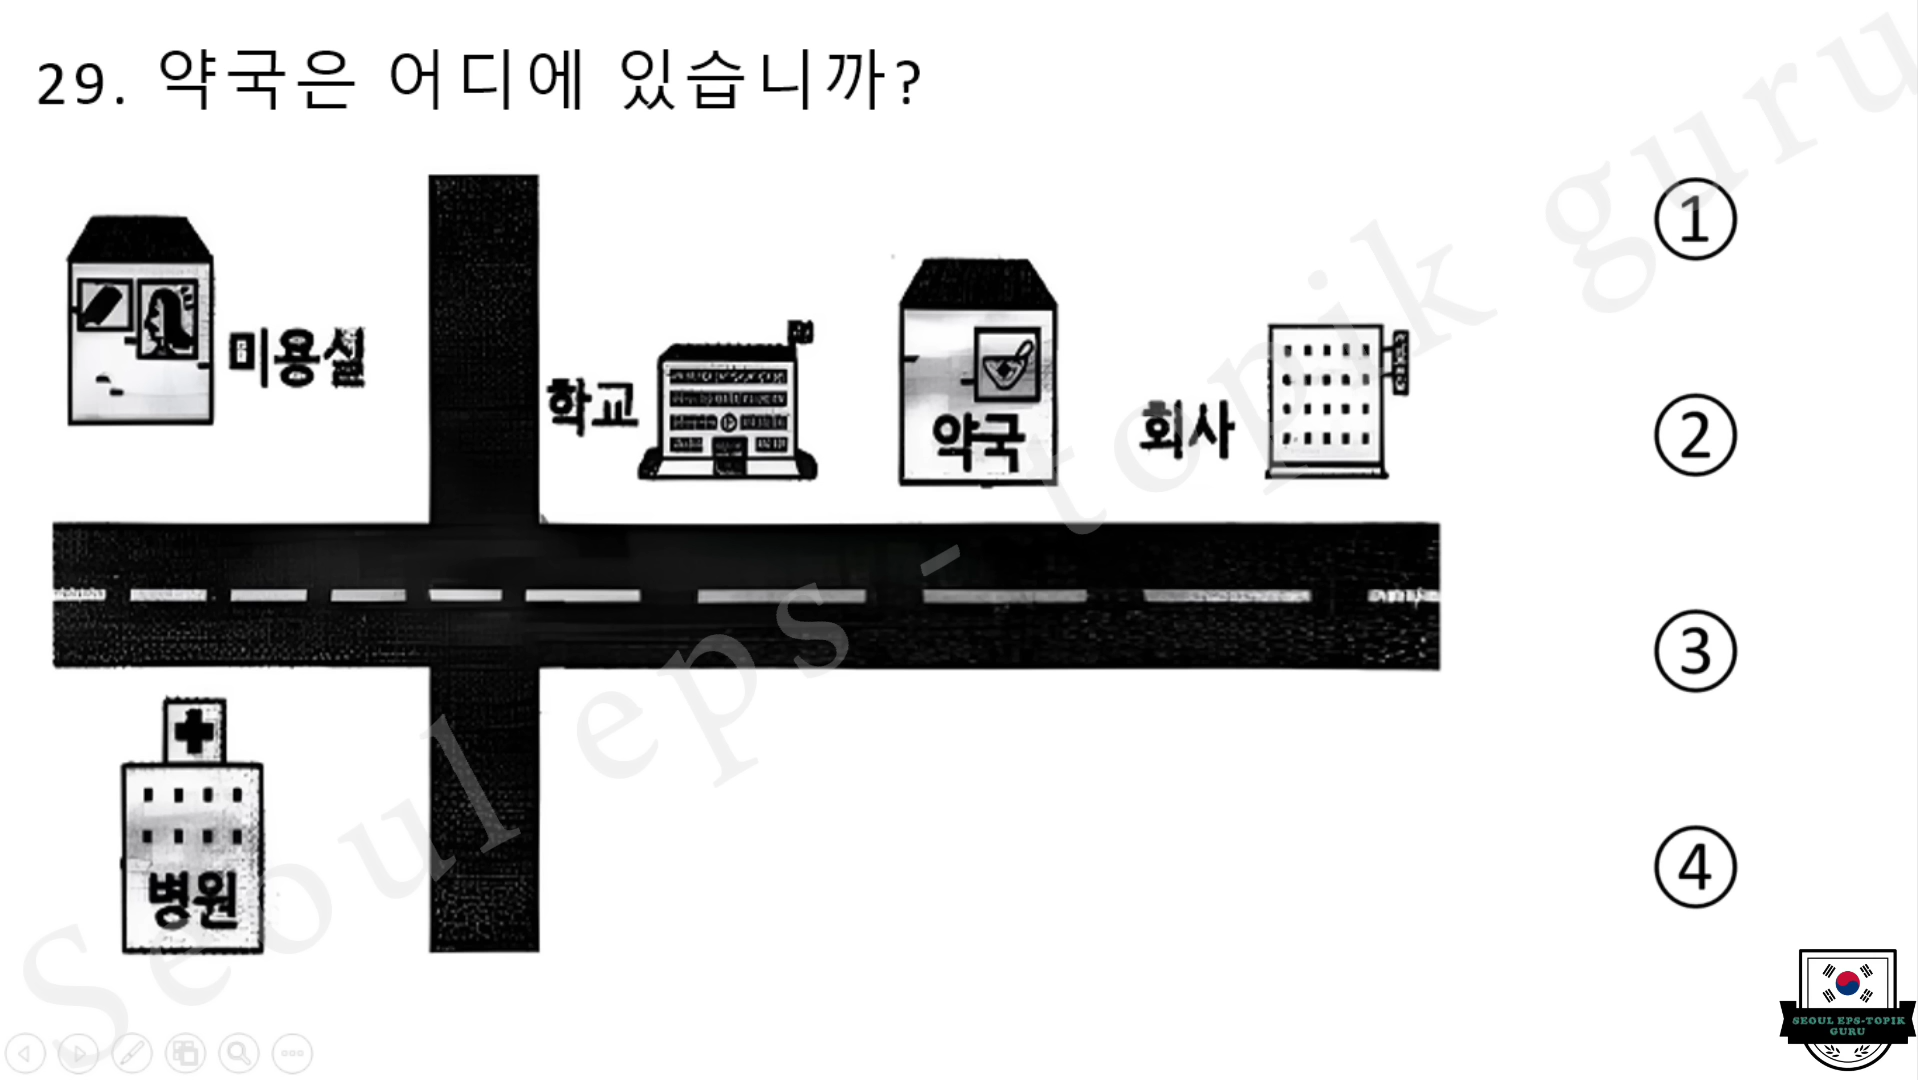 29. 약국은 어디에 있습니까?
①
미용실
학교
약국
회사
②
③
병원
④
Seoul eps-topik guru
SEOUL EPS-TOPIK
GURU